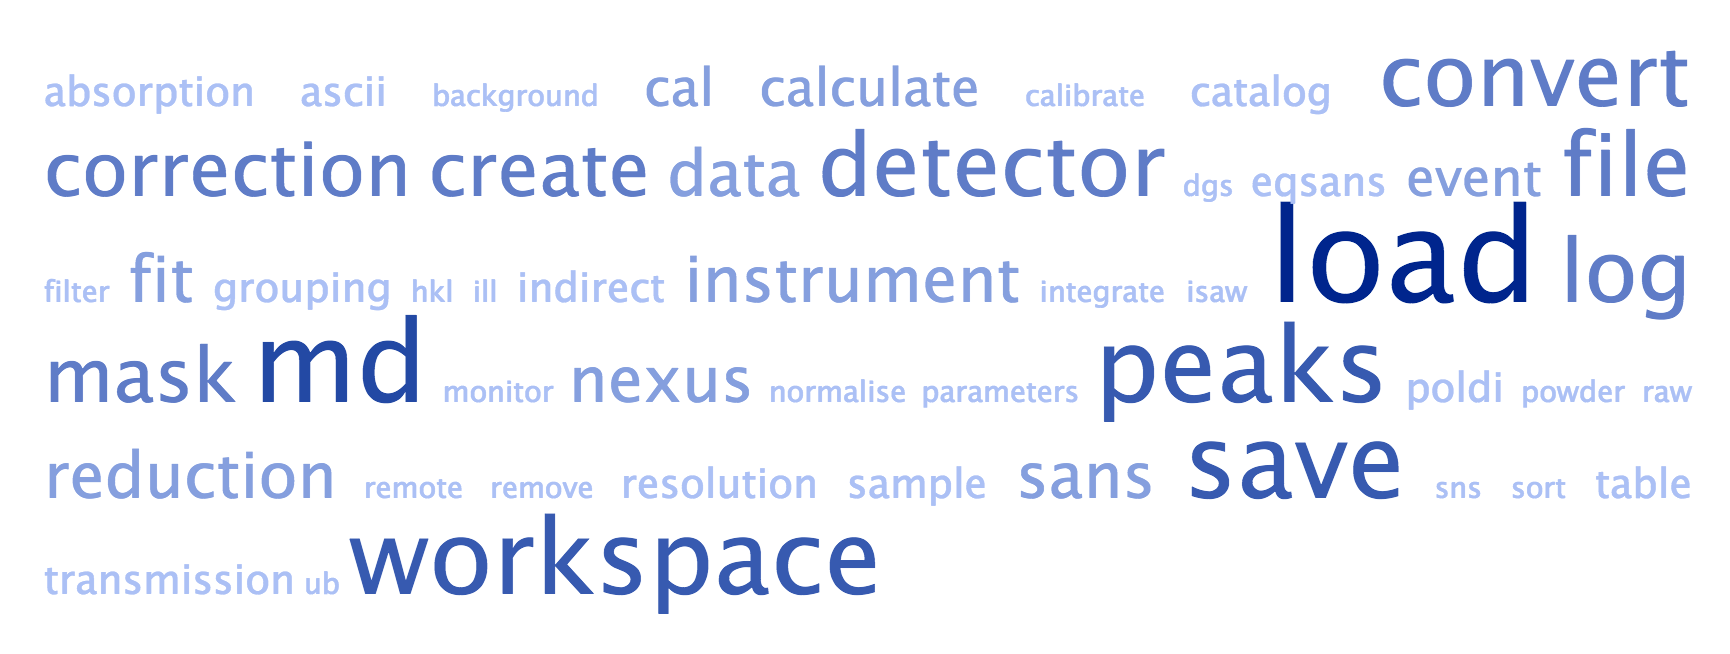 absorption ascii background cal calculate calibrate catalog convert
correction create data detector dgs eqsans event file
filter fit grouping hkl ill indirect instrument integrate isaw load log
mask md monitor nexus normalise parameters peaks poldi powder raw
reduction remote remove resolution sample sans save sns sort table
transmission ub workspace